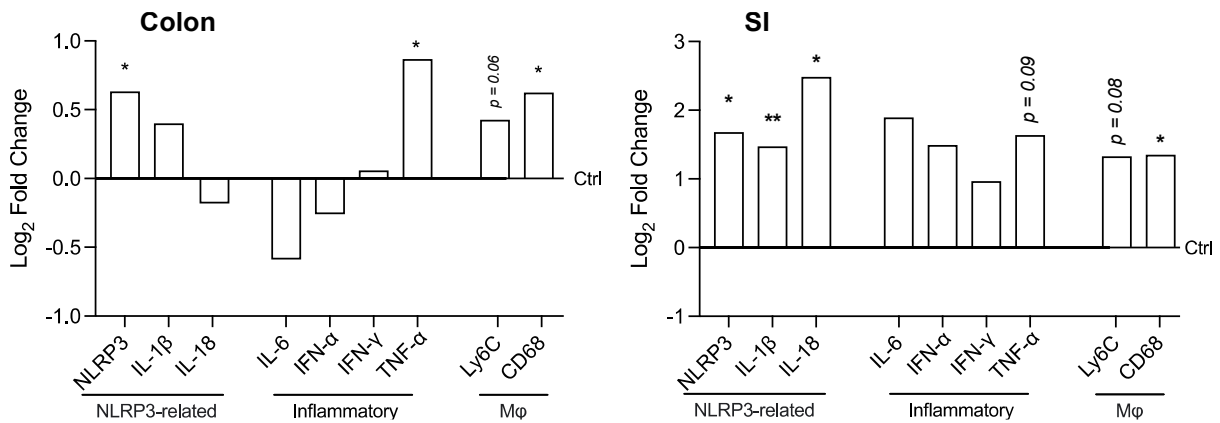 Colon
Log2 Fold Change
1.0
0.5
0.0
-0.5
-1.0
*
*
p = 0.06
*
Ctrl
NLRP3
IL-1β
IL-18
IL-6
IFN-α
IFN-γ
TNF-α
Ly6C
CD68
NLRP3-related
Inflammatory
Mφ
SI
Log2 Fold Change
3
2
1
0
-1
*
**
*
p = 0.09
p = 0.08
*
Ctrl
NLRP3
IL-1β
IL-18
IL-6
IFN-α
IFN-γ
TNF-α
Ly6C
CD68
NLRP3-related
Inflammatory
Mφ